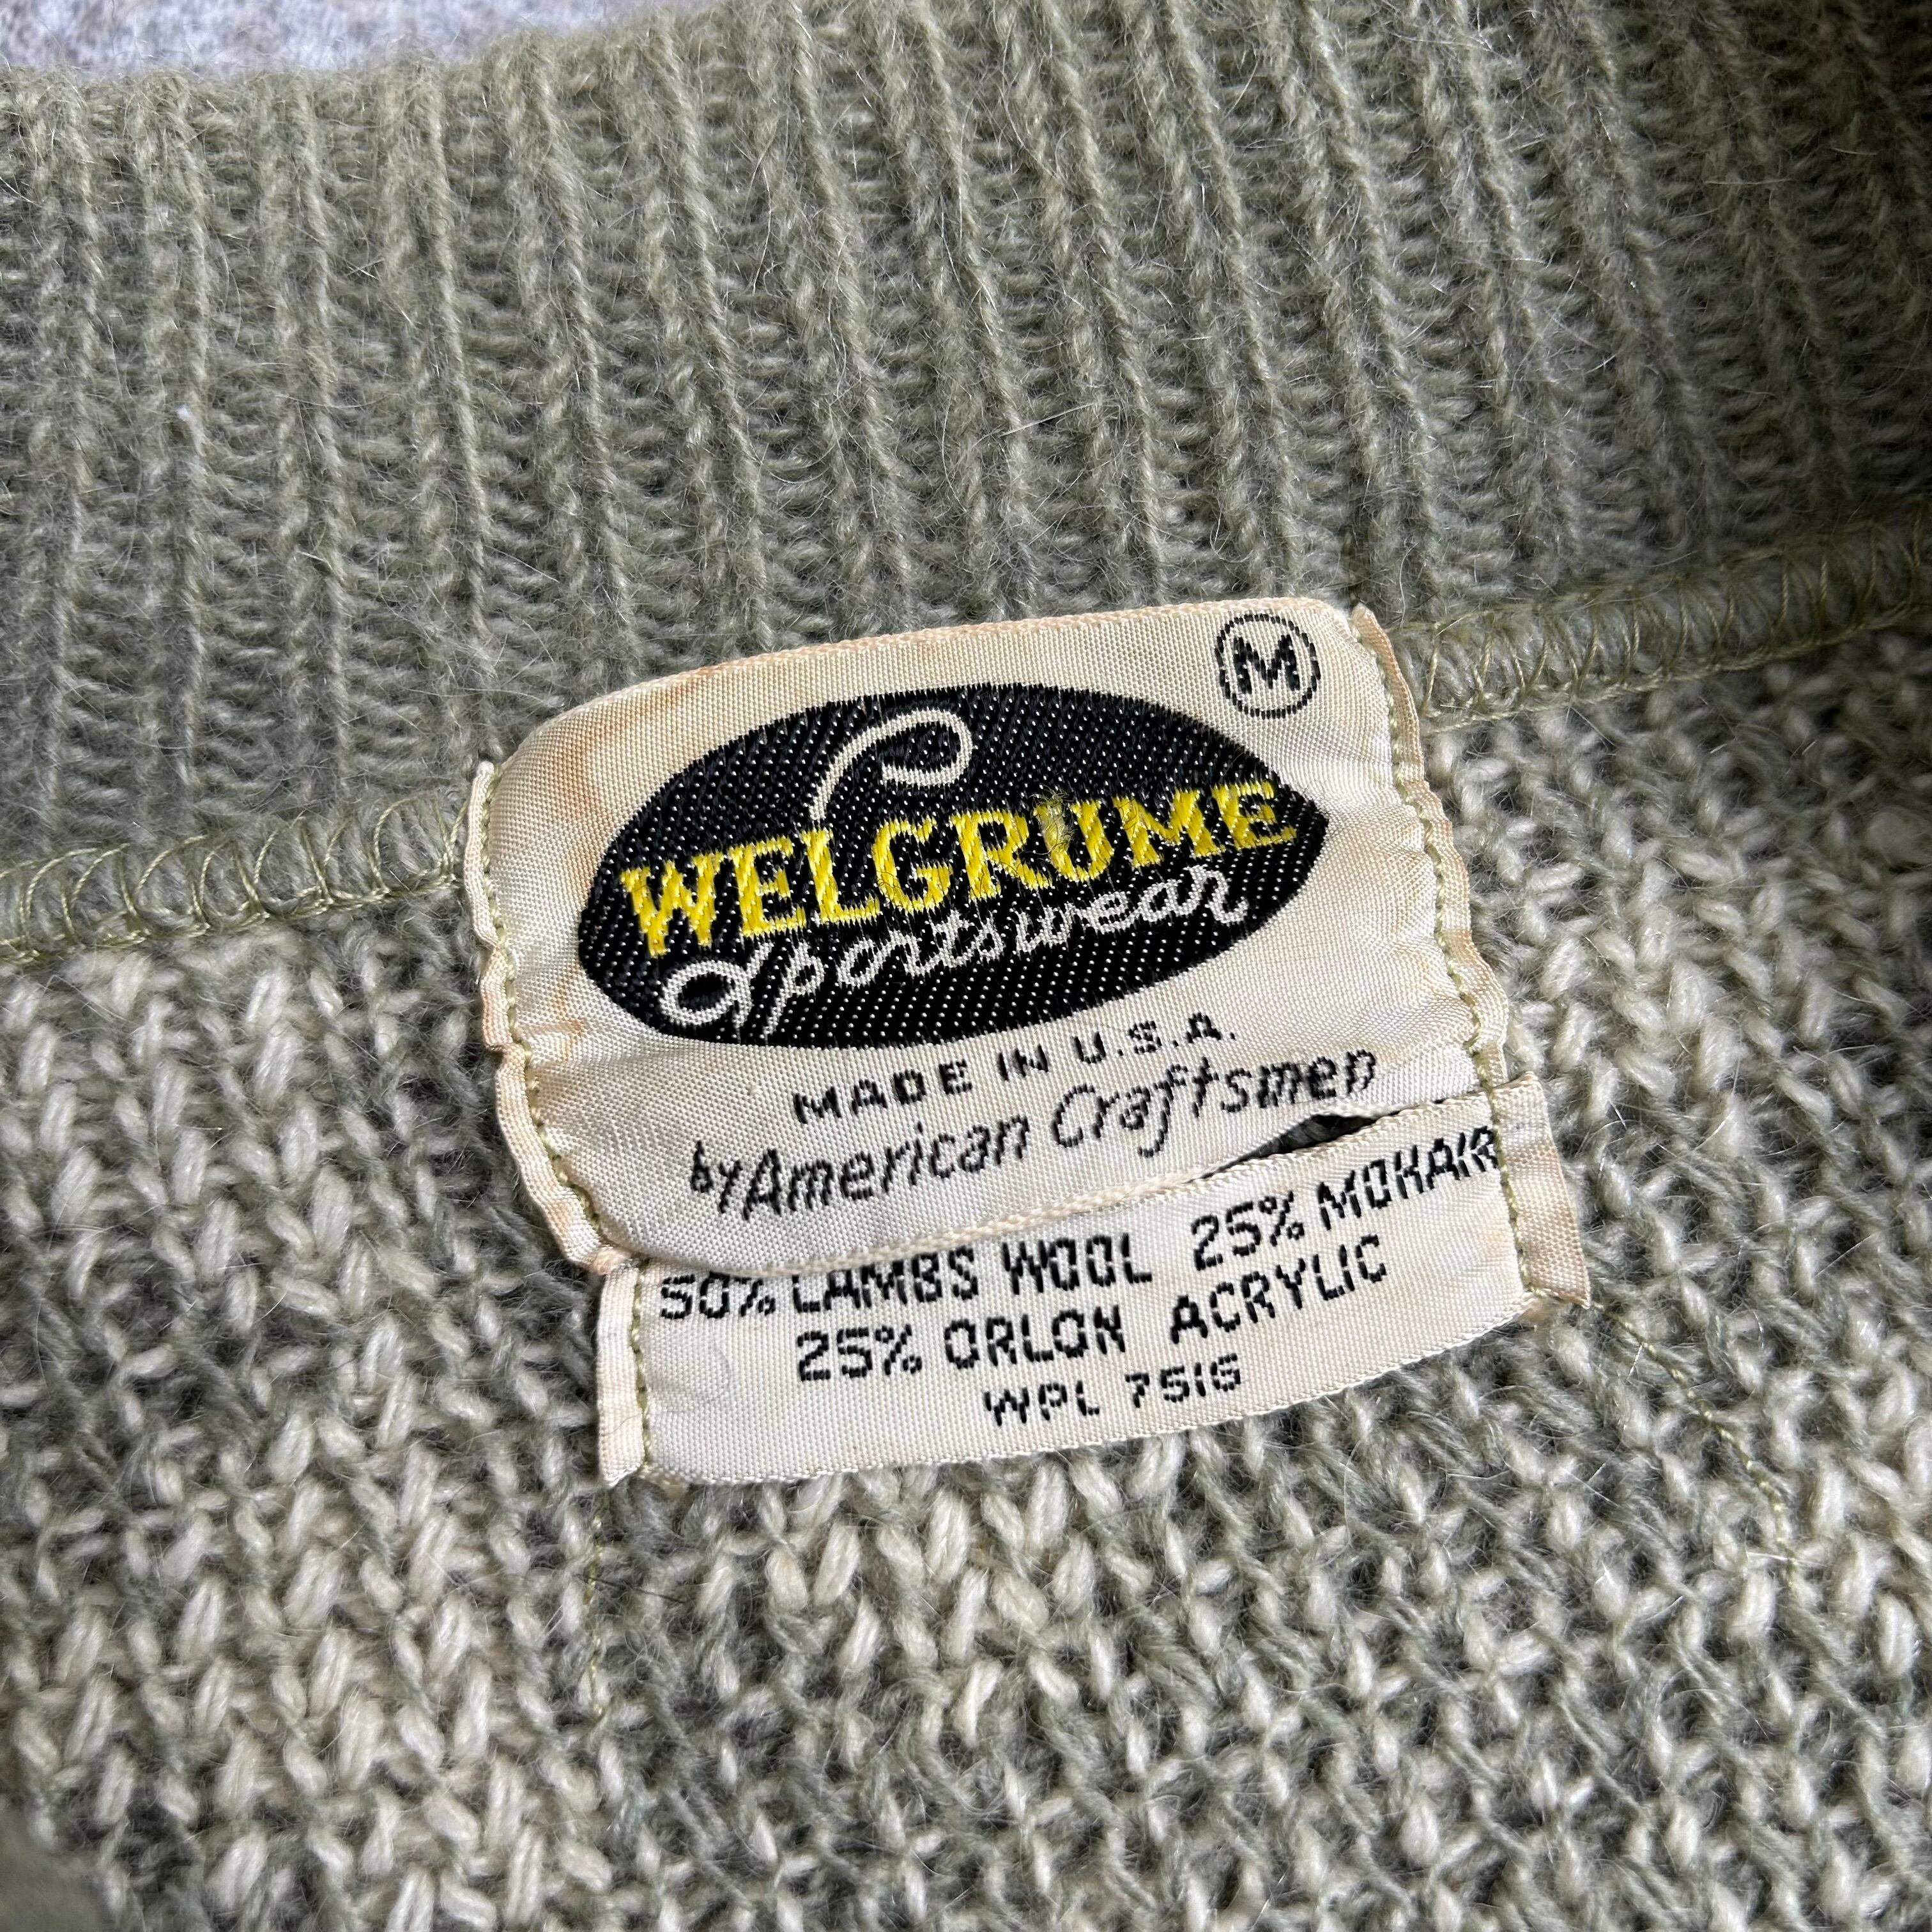 M
WELGRUME
Sportswear
MADE IN U.S.A.
by American Craftsmen
50% LAMBS WOOL 25% MOHAIR
25% ORLON ACRYLIC
WPL 7516